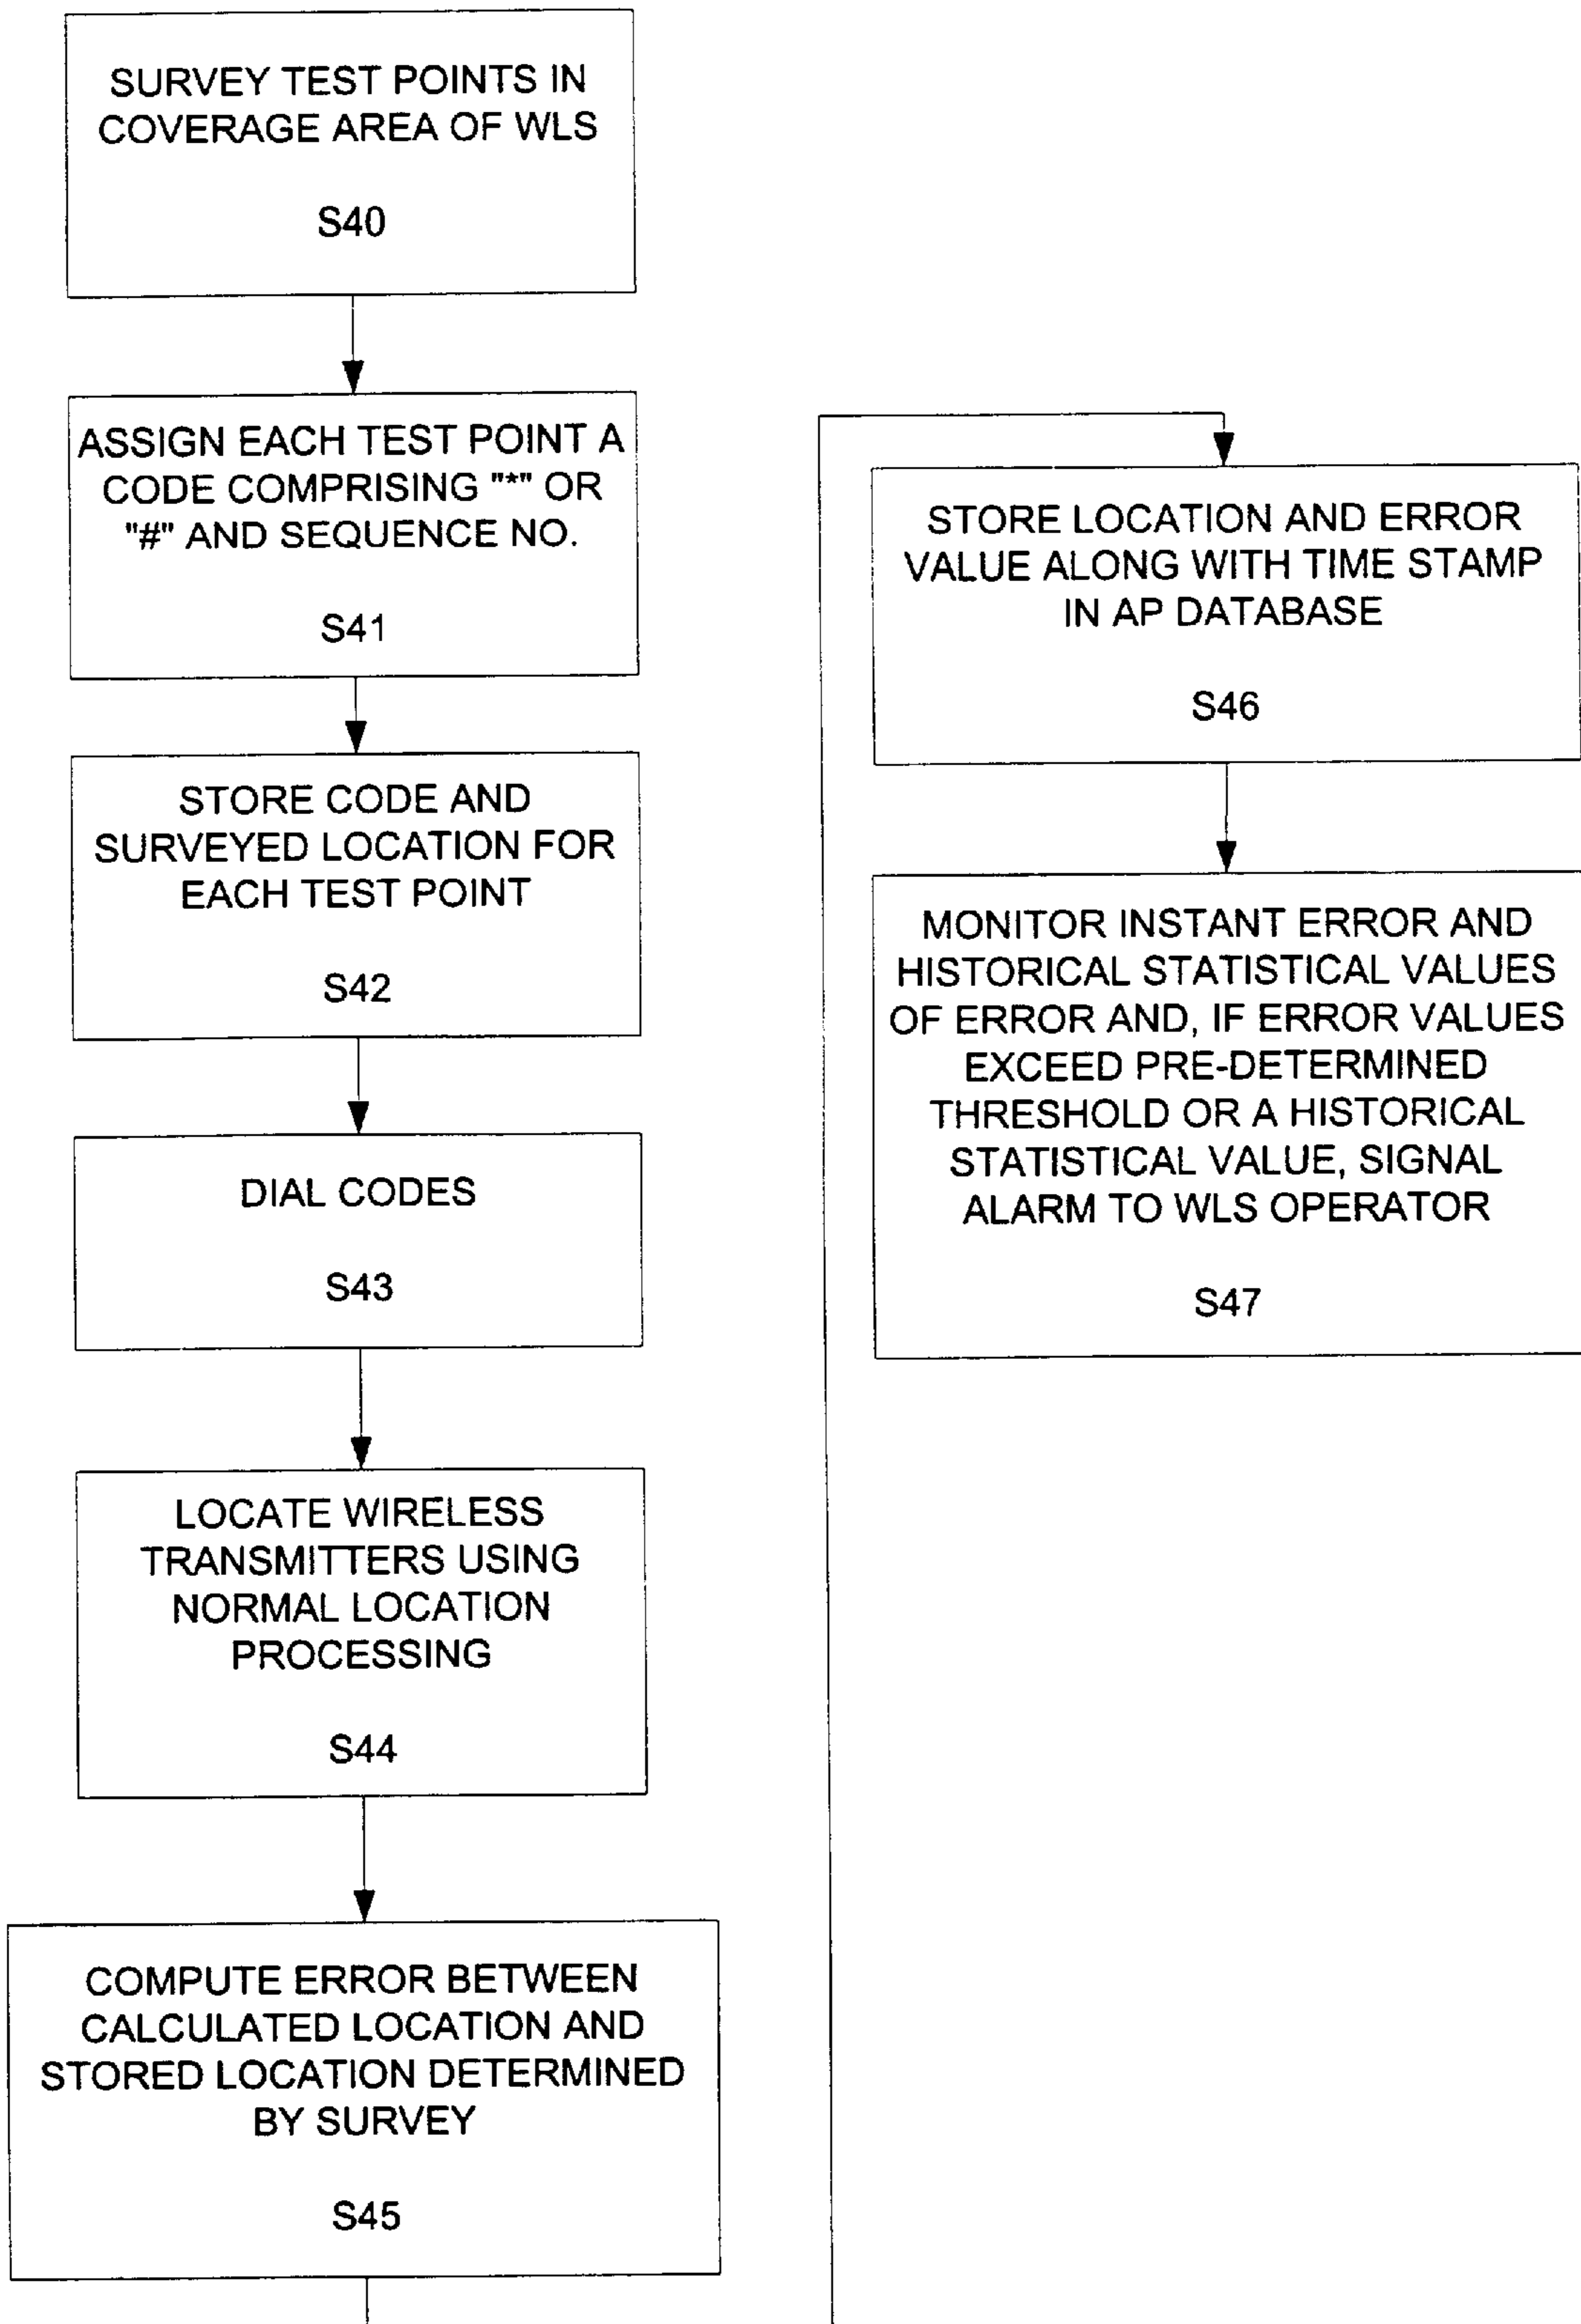 SURVEY TEST POINTS IN
COVERAGE AREA OF WLS
S40
ASSIGN EACH TEST POINT A
CODE COMPRISING "*" OR
"#" AND SEQUENCE NO.
S41
STORE CODE AND
SURVEYED LOCATION FOR
EACH TEST POINT
S42
DIAL CODES
S43
LOCATE WIRELESS
TRANSMITTERS USING
NORMAL LOCATION
PROCESSING
S44
COMPUTE ERROR BETWEEN
CALCULATED LOCATION AND
STORED LOCATION DETERMINED
BY SURVEY
S45
STORE LOCATION AND ERROR
VALUE ALONG WITH TIME STAMP
IN AP DATABASE
S46
MONITOR INSTANT ERROR AND
HISTORICAL STATISTICAL VALUES
OF ERROR AND, IF ERROR VALUES
EXCEED PRE-DETERMINED
THRESHOLD OR A HISTORICAL
STATISTICAL VALUE, SIGNAL
ALARM TO WLS OPERATOR
S47